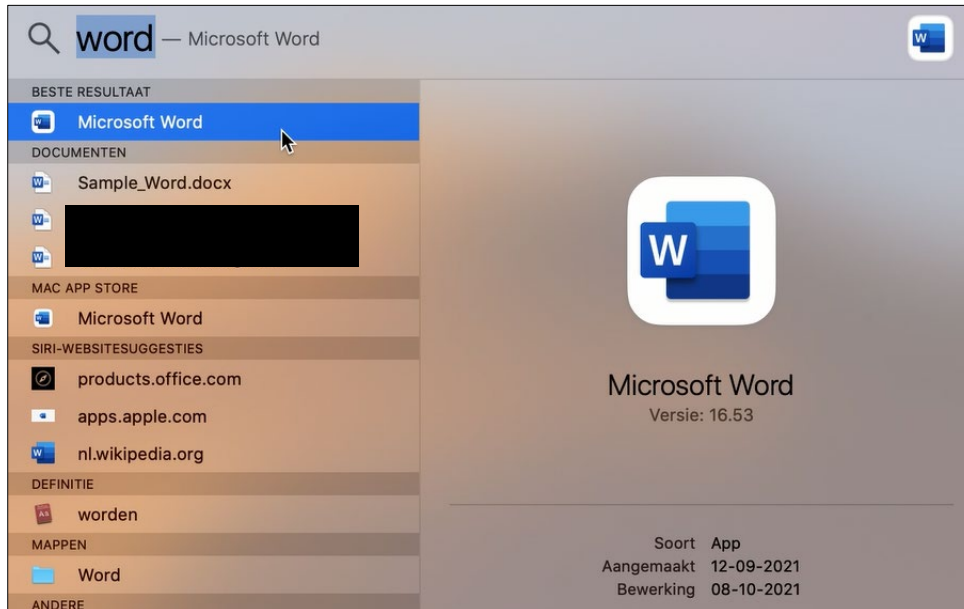 word — Microsoft Word
BESTE RESULTAAT
Microsoft Word
DOCUMENTEN
Sample_Word.docx
MAC APP STORE
Microsoft Word
SIRI-WEBSITESUGGESTIES
products.office.com
apps.apple.com
nl.wikipedia.org
DEFINITIE
worden
MAPPEN
Word
ANDERE
W
Microsoft Word
Versie: 16.53
Soort App
Aangemaakt 12-09-2021
Bewerking 08-10-2021